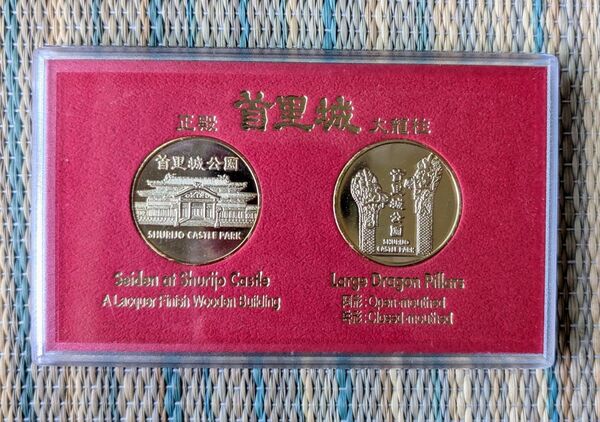 正殿 首里城 大龍柱
首里城公園
SHURIJO CASTLE PARK
首里城公園
SHURIJO
CASTLE PARK
Seiden at Shurijo Castle
A Lacquer Finish Wooden Building
Large Dragon Pillars
形:Open-mouthed
形:Closed-mouthed